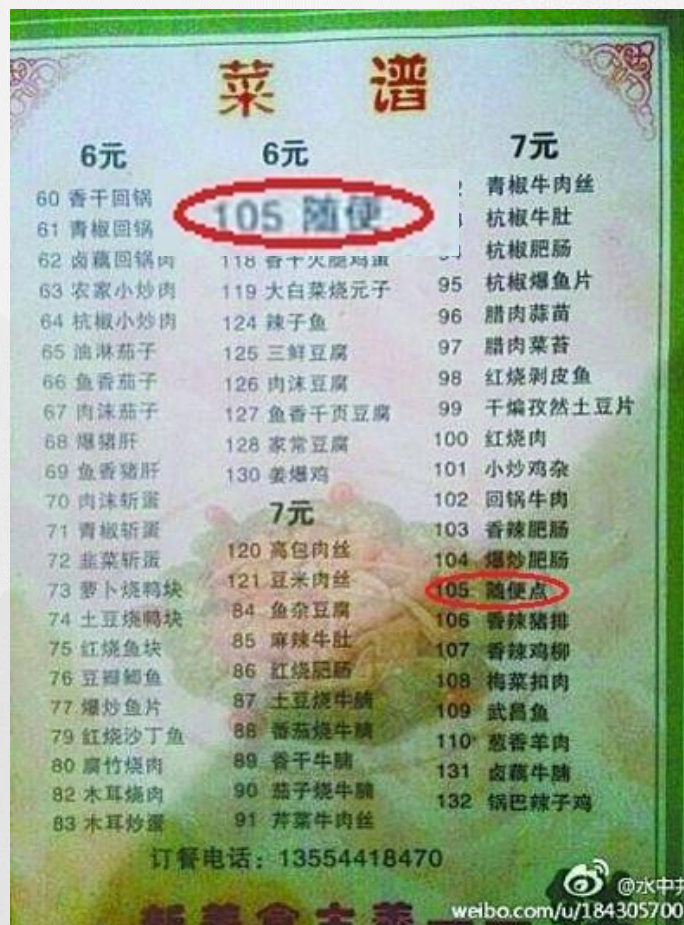 菜谱
6元
60 香干回锅
61 青椒回锅
62 卤藕回锅肉
63 农家小炒肉
64 杭椒小炒肉
65 油淋茄子
66 鱼香茄子
67 肉沫茄子
68 爆猪肝
69 鱼香猪肝
70 肉沫斩蛋
71 青椒斩蛋
72 韭菜斩蛋
73 萝卜烧鸭块
74 土豆烧鸭块
75 红烧鱼块
76 豆瓣鲫鱼
77 爆炒鱼片
79 红烧沙丁鱼
80 腐竹烧肉
82 木耳烧肉
83 木耳炒蛋
6元
105 随便
118 香干火腿鸡蛋
119 大白菜烧元子
124 辣子鱼
125 三鲜豆腐
126 肉沫豆腐
127 鱼香千页豆腐
128 家常豆腐
130 姜爆鸡
7元
120 高包肉丝
121 豆米肉丝
84 鱼杂豆腐
85 麻辣牛肚
86 红烧肥肠
87 土豆烧牛腩
88 番茄烧牛腩
89 香干牛腩
90 茄子烧牛腩
91 芹菜牛肉丝
7元
青椒牛肉丝
杭椒牛肚
杭椒肥肠
95 杭椒爆鱼片
96 腊肉蒜苗
97 腊肉菜苔
98 红烧剥皮鱼
99 干煸孜然土豆片
100 红烧肉
101 小炒鸡杂
102 回锅牛肉
103 香辣肥肠
104 爆炒肥肠
105 随便点
106 香辣猪排
107 香辣鸡柳
108 梅菜扣肉
109 武昌鱼
110 葱香羊肉
131 卤藕牛腩
132 锅巴辣子鸡
订餐电话：13554418470
@水中
weibo.com/u/184305700